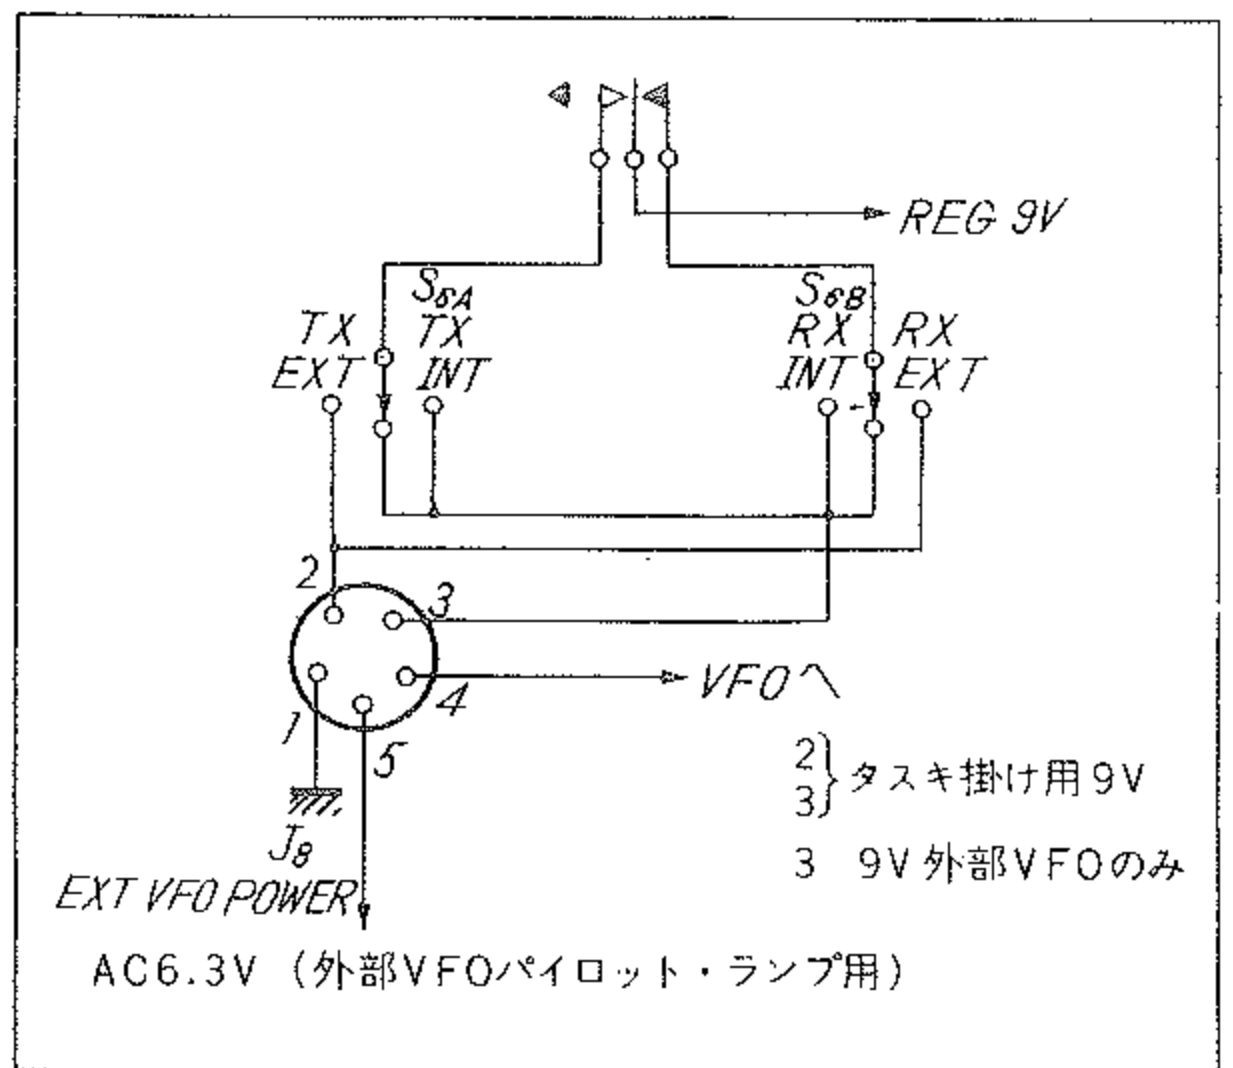 REG 9V
S6A
S6B
TX
TX
RX
RX
EXT
INT
INT
EXT
2
3
4
1
5
VFOへ
2
3
タスキ掛け用9V
J8
3 9V外部VFOのみ
EXT VFO POWER
AC6.3V (外部VFOパイロット・ランプ用)